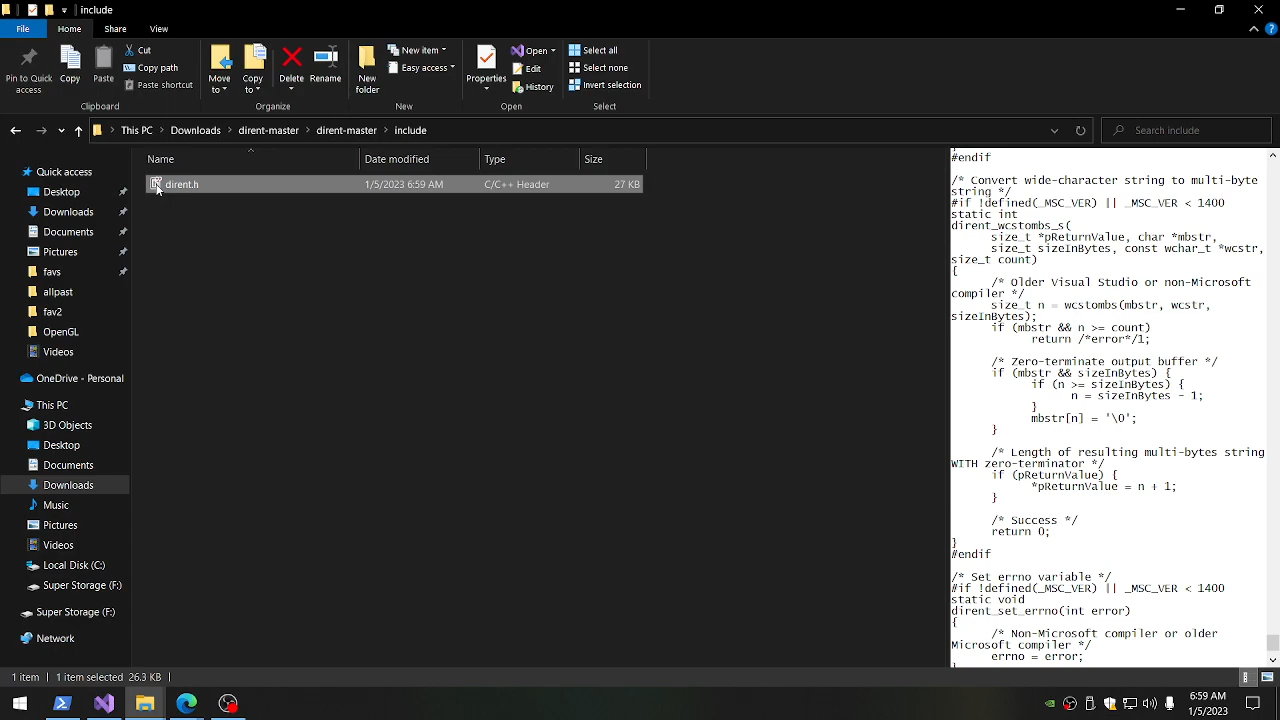 include
File
Home
Share
View
Pin to Quick
access
Copy
Paste
Cut
Copy path
Paste shortcut
Clipboard
Move
to
Copy
to
Delete
Rename
Organize
New
folder
New item
Easy access
New
Properties
Open
Edit
History
Open
Select all
Select none
Invert selection
Select
This PC
Downloads
dirent-master
dirent-master
include
Search include
Name
Date modified
Type
Size
dirent.h
1/5/2023 6:59 AM
C/C++ Header
27 KB
Quick access
Desktop
Downloads
Documents
Pictures
favs
allpast
fav2
OpenGL
Videos
OneDrive - Personal
This PC
3D Objects
Desktop
Documents
Downloads
Music
Pictures
Videos
Local Disk (C:)
Super Storage (F:)
Super Storage (F:)
Network
#endif
/* Convert wide-character string to multi-byte
string */
#if !defined(_MSC_VER) || _MSC_VER < 1400
static int
dirent_wcstombs_s(
size_t *pReturnValue, char *mbstr,
size_t sizeInBytes, const wchar_t *wcstr,
size_t count)
{
/* Older Visual Studio or non-Microsoft
compiler */
size_t n = wcstombs(mbstr, wcstr,
sizeInBytes);
if (mbstr && n >= count)
return /*error*/1;
/* Zero-terminate output buffer */
if (mbstr && sizeInBytes) {
if (n >= sizeInBytes) {
n = sizeInBytes - 1;
}
mbstr[n] = '\0';
}
/* Length of resulting multi-bytes string
WITH zero-terminator */
if (pReturnValue) {
*pReturnValue = n + 1;
}
/* Success */
return 0;
}
#endif
/* Set errno variable */
#if !defined(_MSC_VER) || _MSC_VER < 1400
static void
dirent_set_errno(int error)
{
/* Non-Microsoft compiler or older
Microsoft compiler */
errno = error;
1 item
1 item selected
KB
6:59 AM
1/5/2023